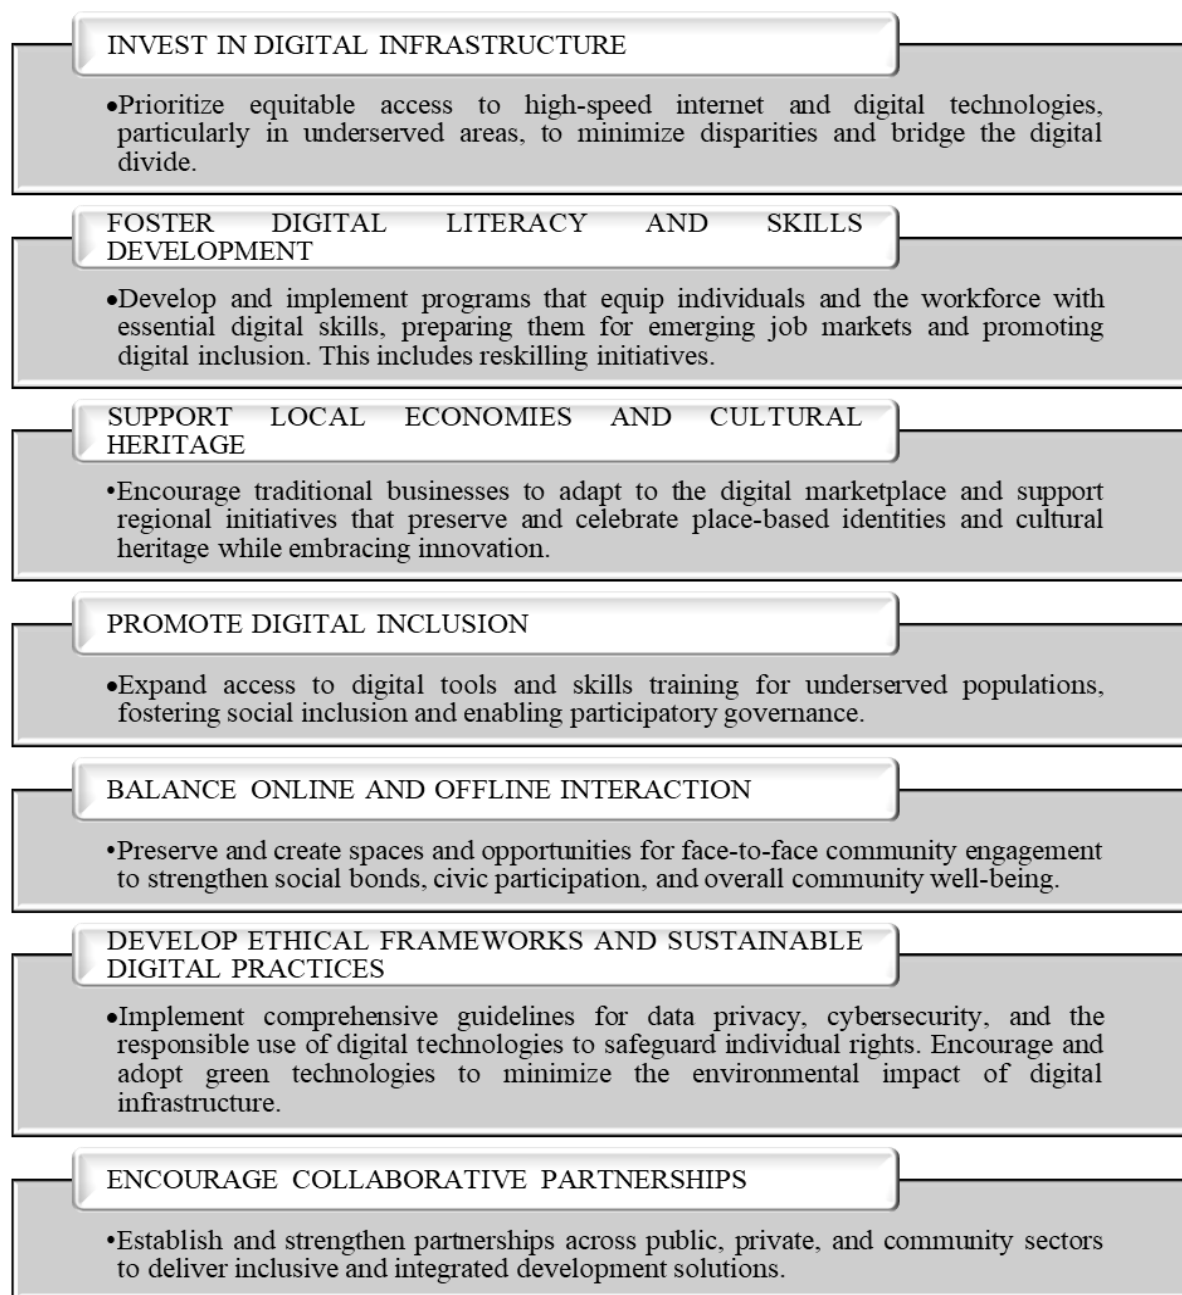 INVEST IN DIGITAL INFRASTRUCTURE
•Prioritize equitable access to high-speed internet and digital technologies,
particularly in underserved areas, to minimize disparities and bridge the digital
divide.
FOSTER DIGITAL LITERACY AND SKILLS
DEVELOPMENT
•Develop and implement programs that equip individuals and the workforce with
essential digital skills, preparing them for emerging job markets and promoting
digital inclusion. This includes reskilling initiatives.
SUPPORT LOCAL ECONOMIES AND CULTURAL
HERITAGE
•Encourage traditional businesses to adapt to the digital marketplace and support
regional initiatives that preserve and celebrate place-based identities and cultural
heritage while embracing innovation.
PROMOTE DIGITAL INCLUSION
•Expand access to digital tools and skills training for underserved populations,
fostering social inclusion and enabling participatory governance.
BALANCE ONLINE AND OFFLINE INTERACTION
•Preserve and create spaces and opportunities for face-to-face community engagement
to strengthen social bonds, civic participation, and overall community well-being.
DEVELOP ETHICAL FRAMEWORKS AND SUSTAINABLE
DIGITAL PRACTICES
•Implement comprehensive guidelines for data privacy, cybersecurity, and the
responsible use of digital technologies to safeguard individual rights. Encourage and
adopt green technologies to minimize the environmental impact of digital
infrastructure.
ENCOURAGE COLLABORATIVE PARTNERSHIPS
•Establish and strengthen partnerships across public, private, and community sectors
to deliver inclusive and integrated development solutions.